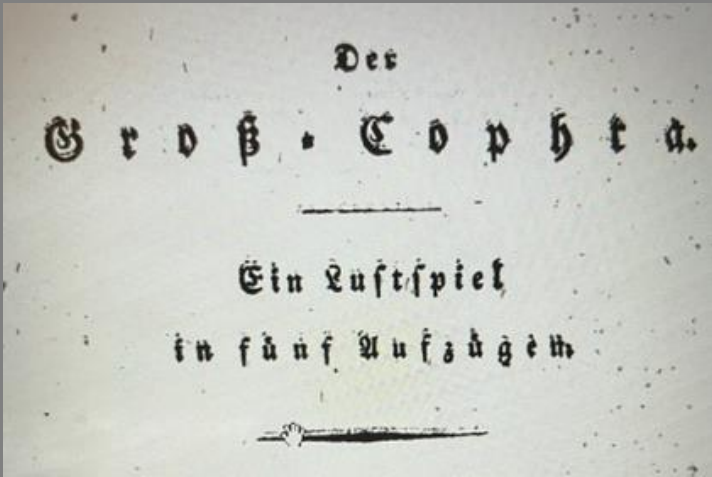 Der
Groß-Cophta.
Ein Lustspiel
in fünf Aufzügen.